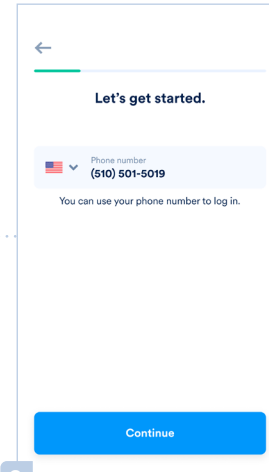 Let's get started.
Phone number
(510) 501-5019
You can use your phone number to log in.
Continue